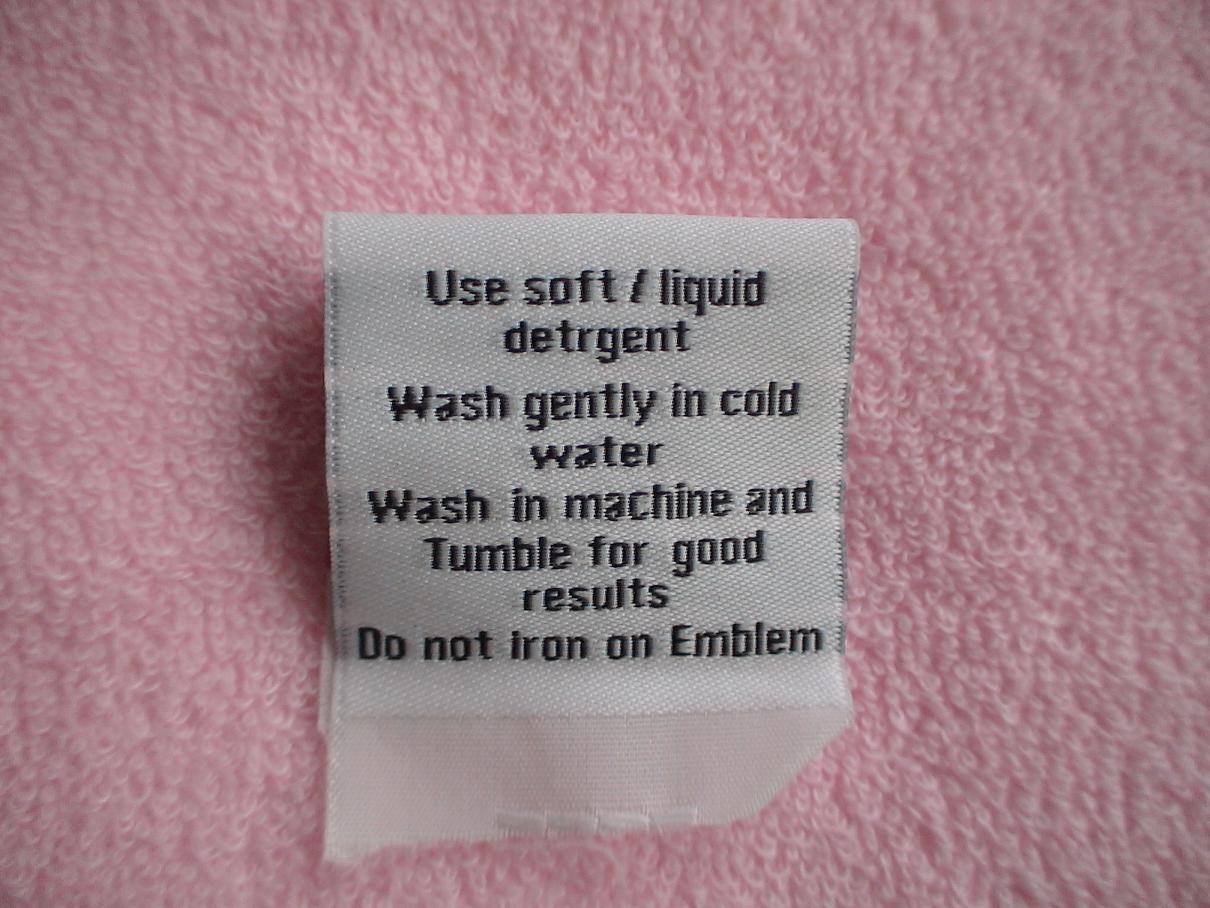 Use soft / liquid
detrgent
Wash gently in cold
water
Wash in machine and
Tumble for good
results
Do not iron on Emblem